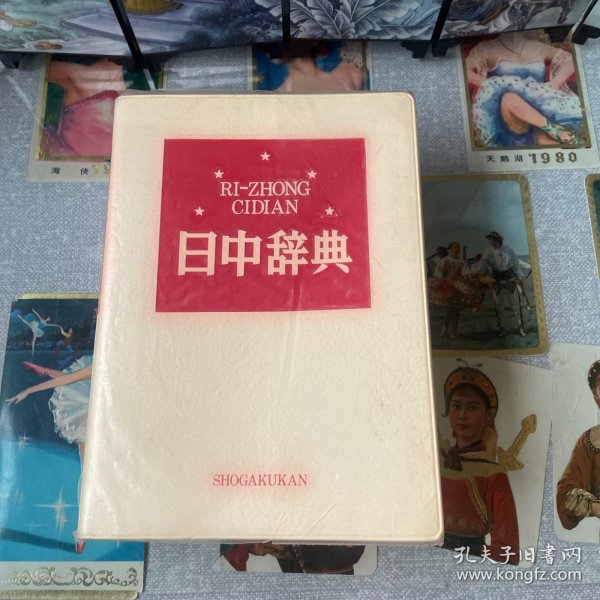 海侠
天鹅湖 1980
RI-ZHONG
CIDIAN
日中辞典
SHOGAKUKAN
孔夫子旧书网
www.kongfz.com